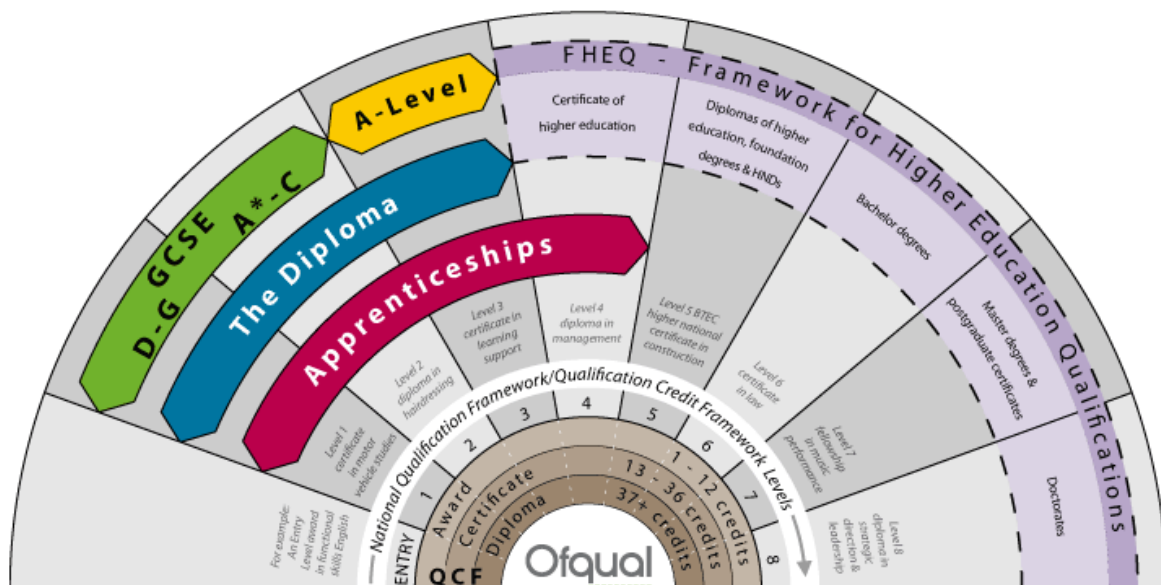 FHEQ - Framework for Higher Education Qualifications
A-Level
GCSE
D-G A*-C
The Diploma
Apprenticeships
Certificate of
higher education
Diplomas of higher
education, foundation
degrees & HNDs
Bachelor degrees
Master degrees &
postgraduate certificates
Doctorates
For example:
An Entry
Level award
in functional
skills English
Level 1
certificate
in motor
vehicle studies
Level 2
diploma in
hairdressing
Level 3
certificate in
learning
support
Level 4
diploma in
management
Level 5 BTEC
higher national
certificate in
construction
Level 6
certificate
in law
Level 7
fellowship
in music
performance
Level 8
diploma in
strategic
direction &
leadership
National Qualification Framework/Qualification Credit Framework Levels
ENTRY
1
2
3
4
5
6
7
8
Award
1 - 12 credits
Certificate
13 - 36 credits
Diploma
37+ credits
QCF
Ofqual